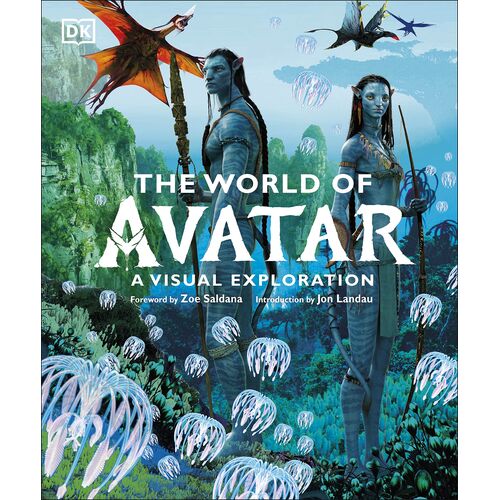 DK
THE WORLD OF
AVATAR
A VISUAL EXPLORATION
Foreword by Zoe Saldana Introduction by Jon Landau